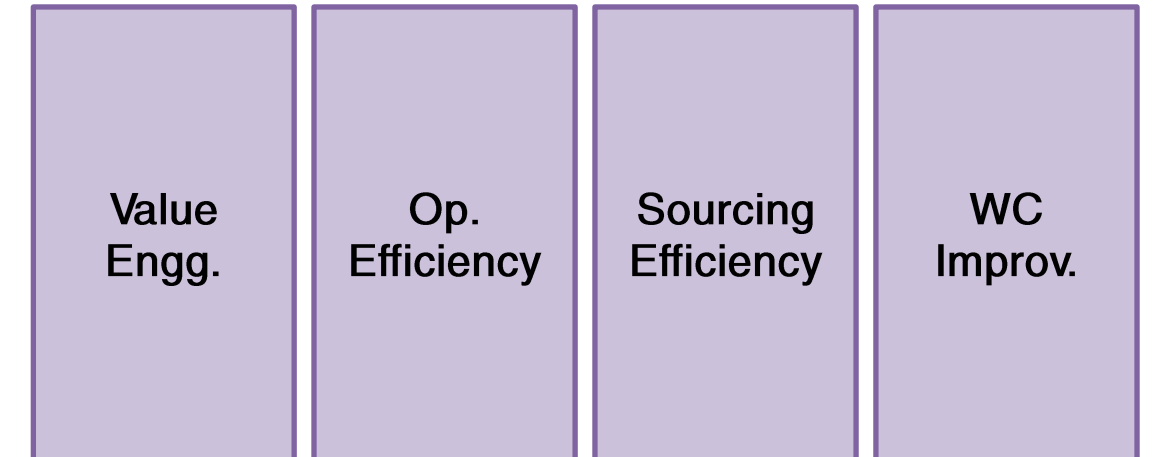 Value
Engg.
Op.
Efficiency
Sourcing
Efficiency
WC
Improv.